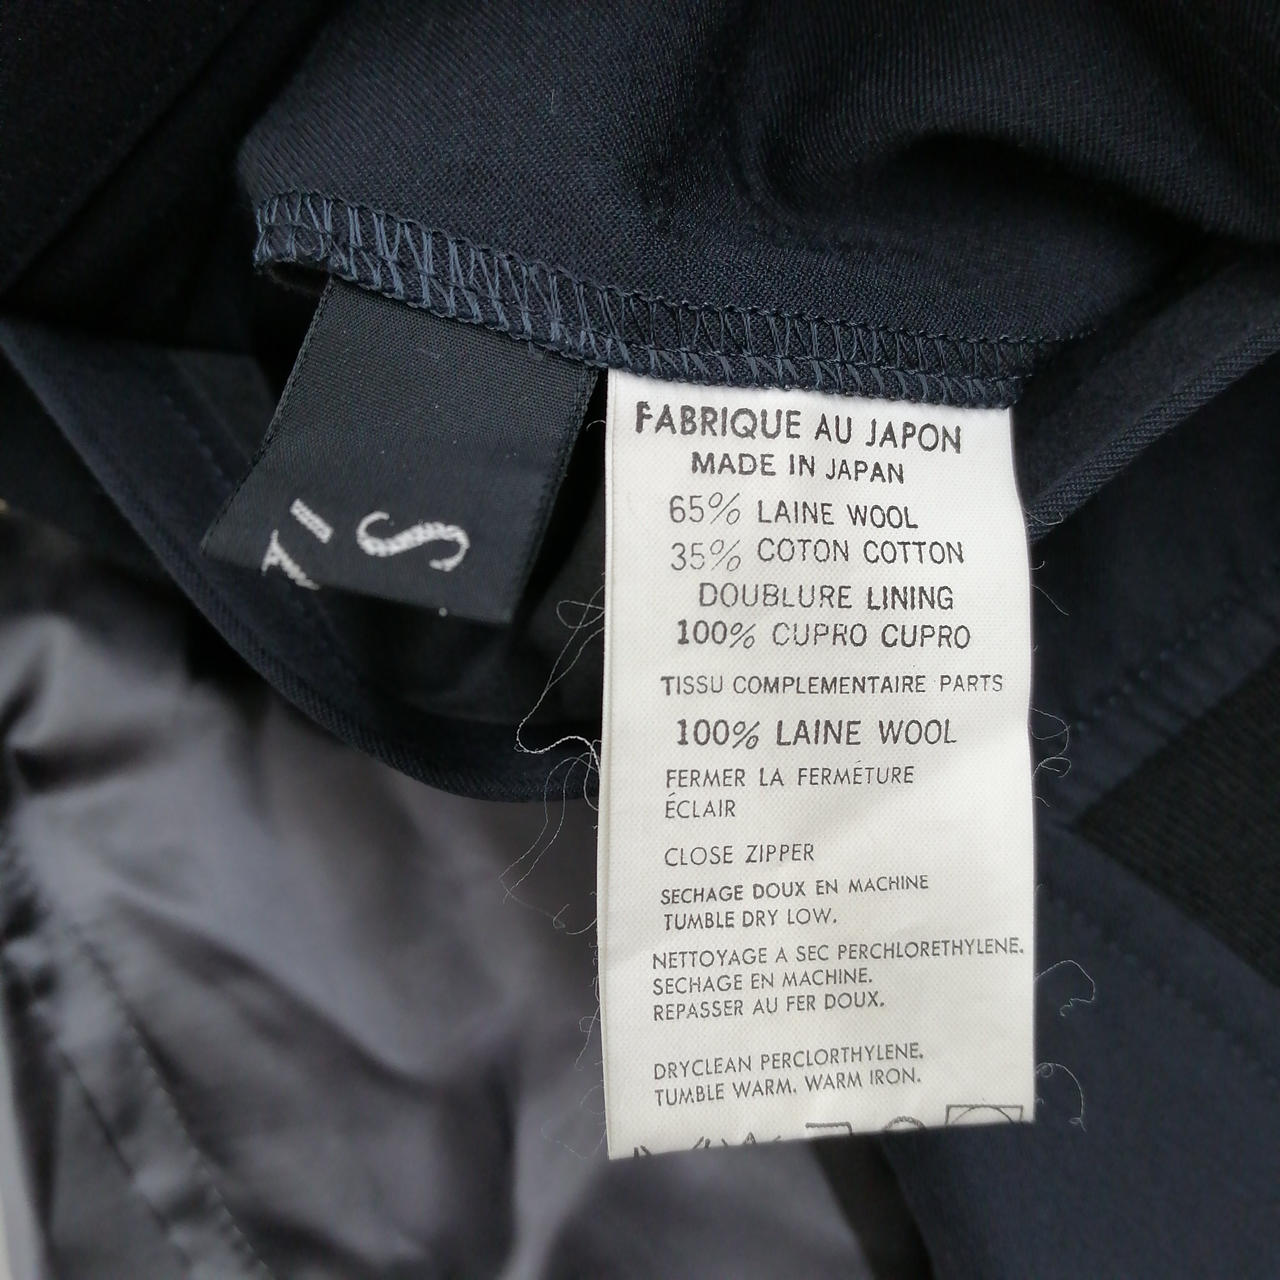 S
FABRIQUE AU JAPON
MADE IN JAPAN
65% LAINE WOOL
35% COTON COTTON
DOUBLURE LINING
100% CUPRO CUPRO
TISSU COMPLEMENTAIRE PARTS
100% LAINE WOOL
FERMER LA FERMÉTURE
ÉCLAIR
CLOSE ZIPPER
SECHAGE DOUX EN MACHINE
TUMBLE DRY LOW.
NETTOYAGE A SEC PERCHLORETHYLENE.
SECHAGE EN MACHINE.
REPASSER AU FER DOUX.
DRYCLEAN PERCLORTHYLENE.
TUMBLE WARM. WARM IRON.